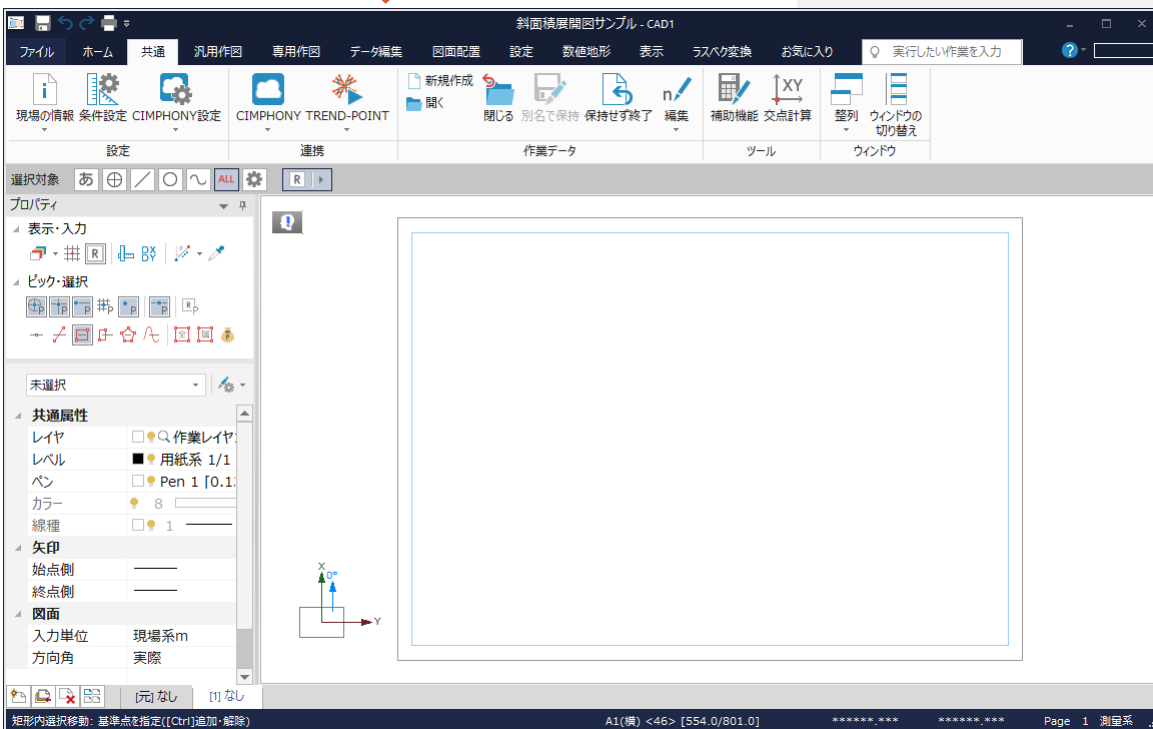 斜面積展開図サンプル - CAD1
ファイル ホーム 共通 汎用作図 専用作図 データ編集 図面配置 設定 数値地形 表示 ラスベク変換 お気に入り 実行したい作業を入力 ?
現場の情報 条件設定 CIMPHONY設定 CIMPHONY TREND-POINT 新規作成 開く 閉じる 別名で保持 保持せず終了 編集 補助機能 XY 交点計算 整列 ウィンドウの
切り替え
設定 連携 作業データ ツール ウィンドウ
選択対象 あ ALL R
プロパティ
表示・入力
R DX
Y
ピック・選択
P P P P P P R P
全 属 P
未選択
共通属性
レイヤ 作業レイヤ
レベル 用紙系 1/1
ペン Pen 1 [0.1
カラー 8
線種 1
矢印
始点側
終点側
図面
入力単位 現場系m
方向角 実際
X
0°
Y
[元] なし [1] なし
矩形内選択移動: 基準点を指定([Ctrl]追加・解除) A1(横) <46> [554.0/801.0] ******.*** ******.*** Page 1 測量系